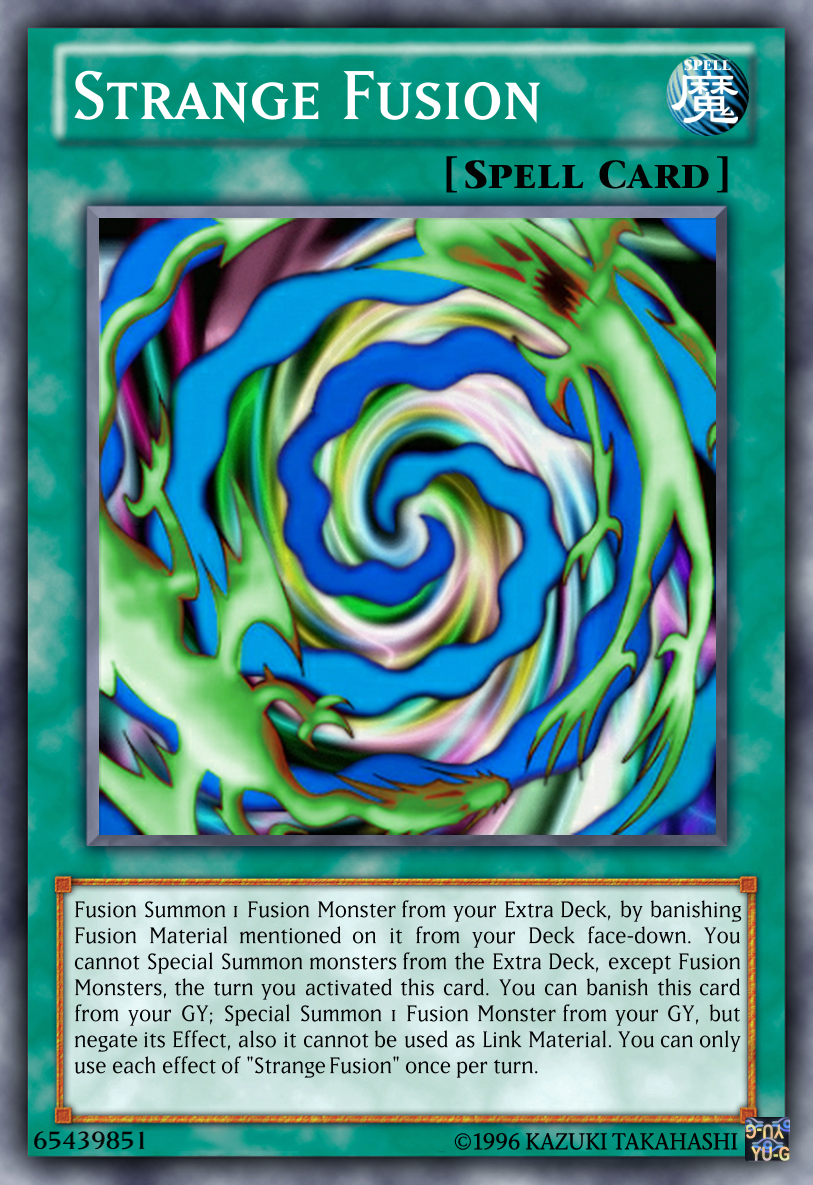 STRANGE FUSION
SPELL
魔
[SPELL CARD]
Fusion Summon 1 Fusion Monster from your Extra Deck, by banishing
Fusion Material mentioned on it from your Deck face-down. You
cannot Special Summon monsters from the Extra Deck, except Fusion
Monsters, the turn you activated this card. You can banish this card
from your GY; Special Summon 1 Fusion Monster from your GY, but
negate its Effect, also it cannot be used as Link Material. You can only
use each effect of "Strange Fusion" once per turn.
65439851
©1996 KAZUKI TAKAHASHI
YU-G
YU-G